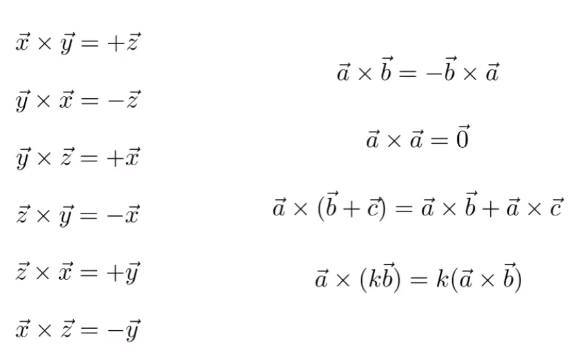 x⃗ × y⃗ = +z⃗
y⃗ × x⃗ = −z⃗
y⃗ × z⃗ = +x⃗
z⃗ × y⃗ = −x⃗
z⃗ × x⃗ = +y⃗
x⃗ × z⃗ = −y⃗
a⃗ × b⃗ = −b⃗ × a⃗
a⃗ × a⃗ = 0⃗
a⃗ × (b⃗ + c⃗) = a⃗ × b⃗ + a⃗ × c⃗
a⃗ × (kb⃗) = k(a⃗ × b⃗)